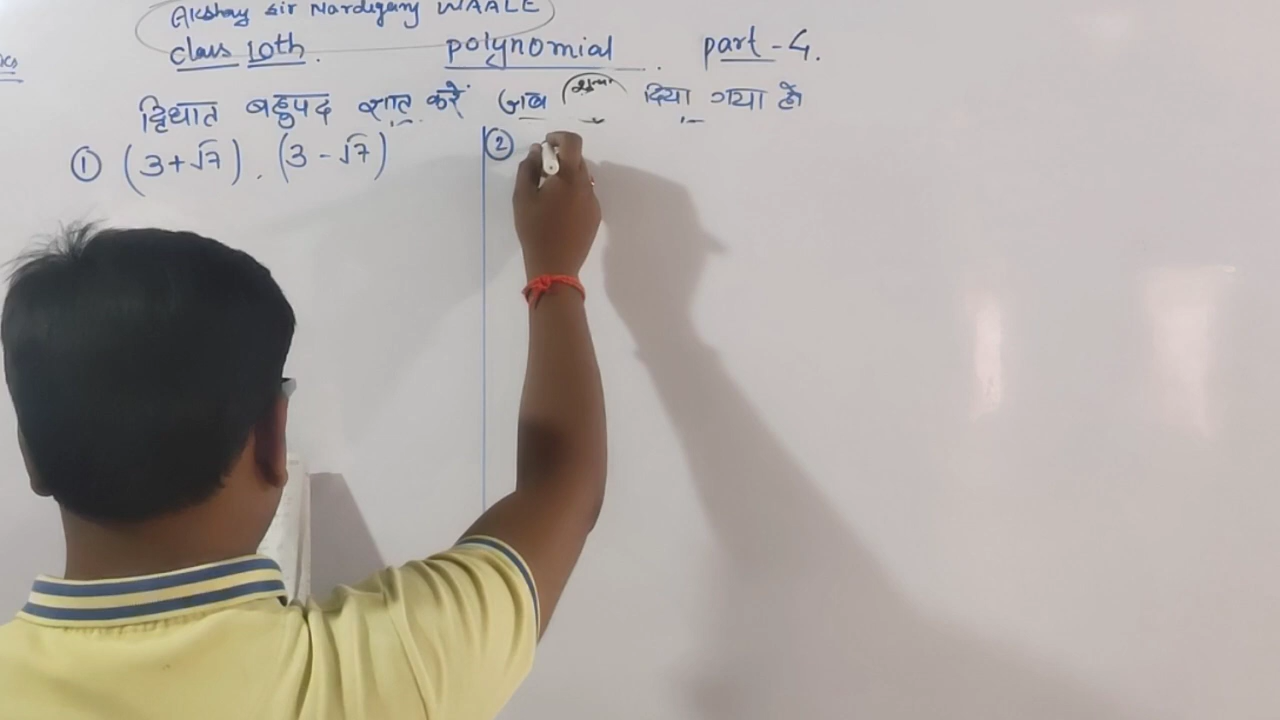 Akshay sir Nardiganj WAALE
class 10th. polynomial. part-4.
द्विघात बहुपद ज्ञात करें जब शून्य दिया गया हो
① (3+√7). (3-√7)
②